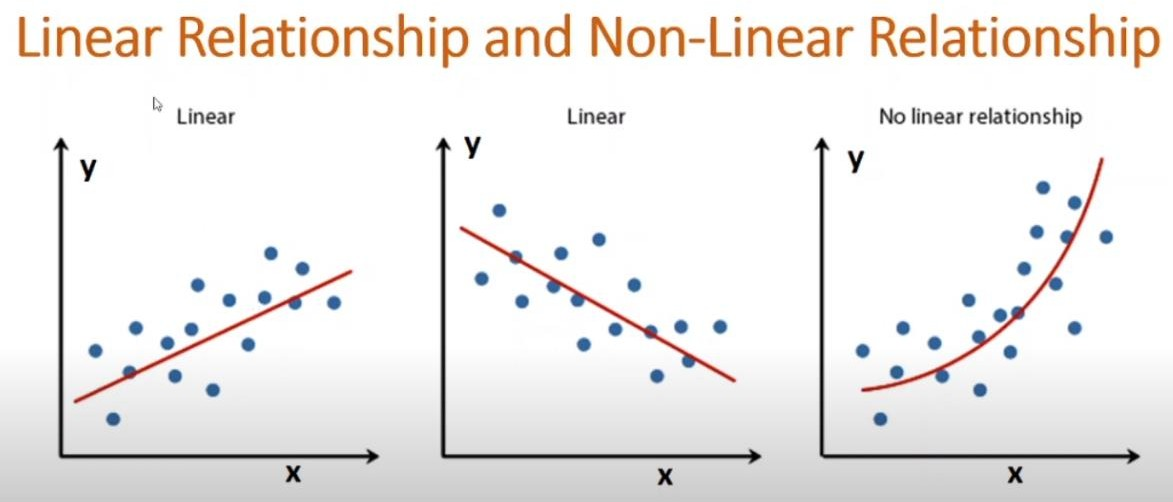 Linear Relationship and Non-Linear Relationship
Linear
Linear
No linear relationship
y
y
y
x
x
x